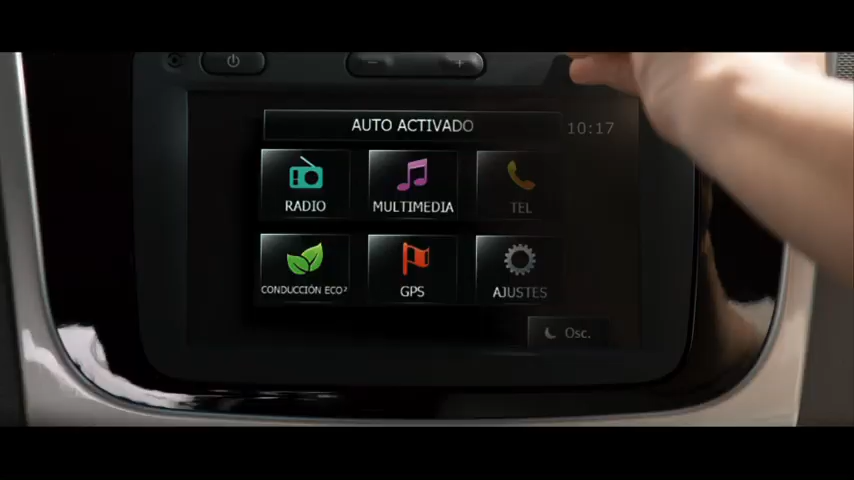 AUTO ACTIVADO
10:17
RADIO
MULTIMEDIA
TEL
CONDUCCIÓN ECO²
GPS
AJUSTES
Osc.